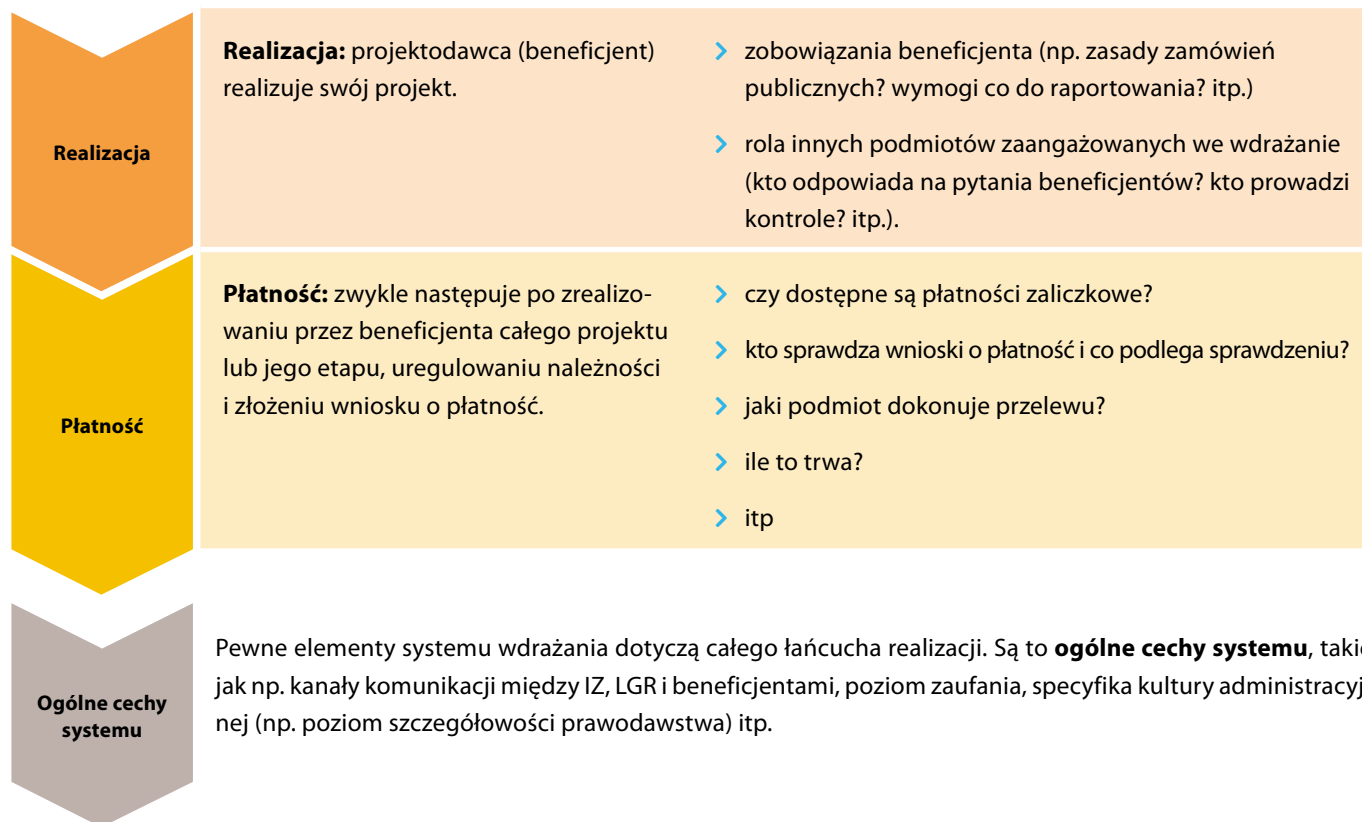 Realizacja
Realizacja: projektodawca (beneficjent)
realizuje swój projekt.
zobowiązania beneficjenta (np. zasady zamówień
publicznych? wymogi co do raportowania? itp.)
rola innych podmiotów zaangażowanych we wdrażanie
(kto odpowiada na pytania beneficjentów? kto prowadzi
kontrole? itp.).
Płatność
Płatność: zwykle następuje po zrealizo-
waniu przez beneficjenta całego projektu
lub jego etapu, uregulowaniu należności
i złożeniu wniosku o płatność.
czy dostępne są płatności zaliczkowe?
kto sprawdza wnioski o płatność i co podlega sprawdzeniu?
jaki podmiot dokonuje przelewu?
ile to trwa?
itp
Ogólne cechy
systemu
Pewne elementy systemu wdrażania dotyczą całego łańcucha realizacji. Są to ogólne cechy systemu, takie
jak np. kanały komunikacji między IZ, LGR i beneficjentami, poziom zaufania, specyfika kultury administracyj
nej (np. poziom szczegółowości prawodawstwa) itp.